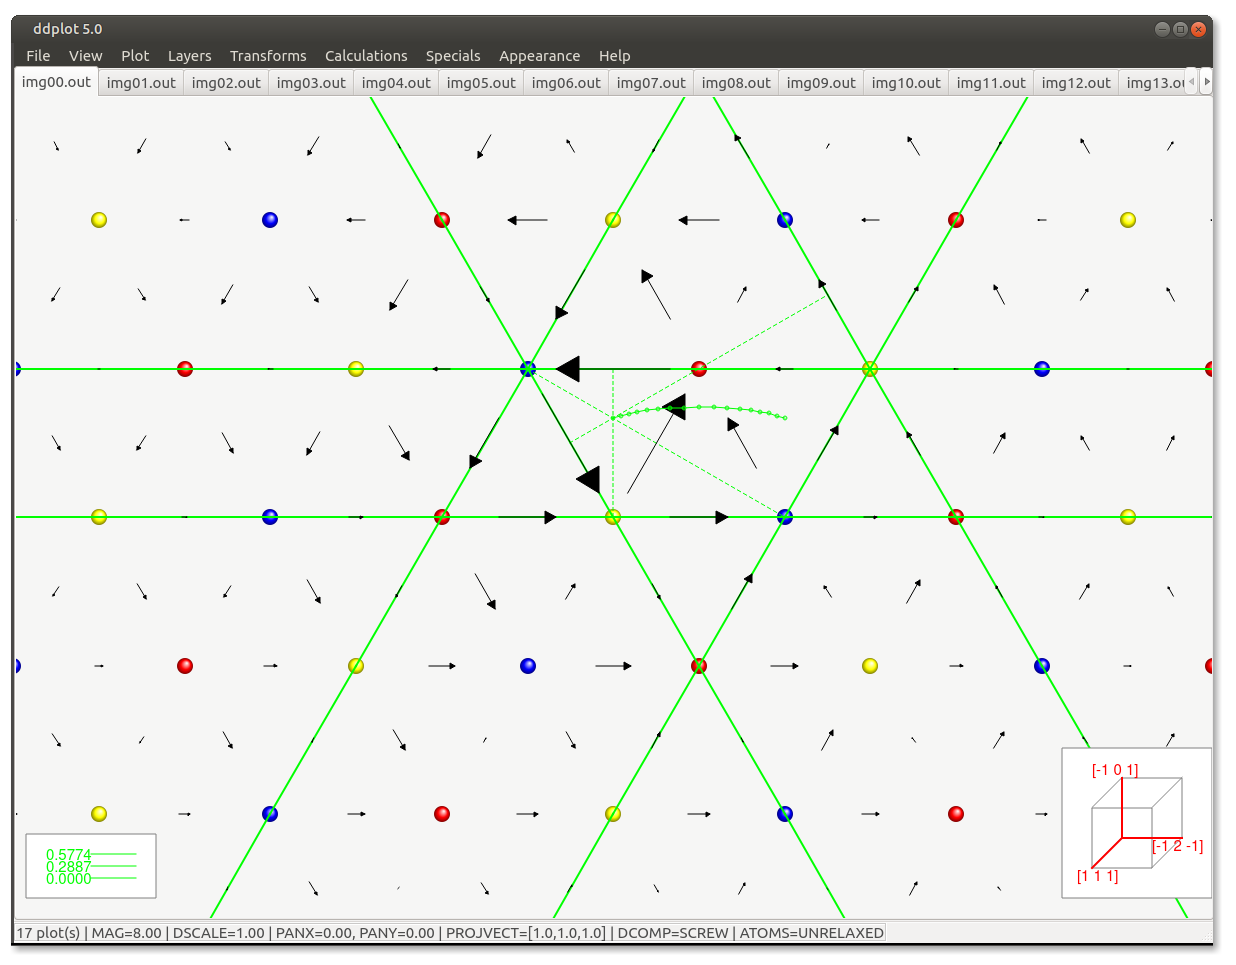 ddplot 5.0
File View Plot Layers Transforms Calculations Specials Appearance Help
img00.out img01.out img02.out img03.out img04.out img05.out img06.out img07.out img08.out img09.out img10.out img11.out img12.out img13.ou
[-1 0 1]
[-1 2 -1]
[1 1 1]
0.5774
0.2887
0.0000
17 plot(s) | MAG=8.00 | DSCALE=1.00 | PANX=0.00, PANY=0.00 | PROJVECT=[1.0,1.0,1.0] | DCOMP=SCREW | ATOMS=UNRELAXED